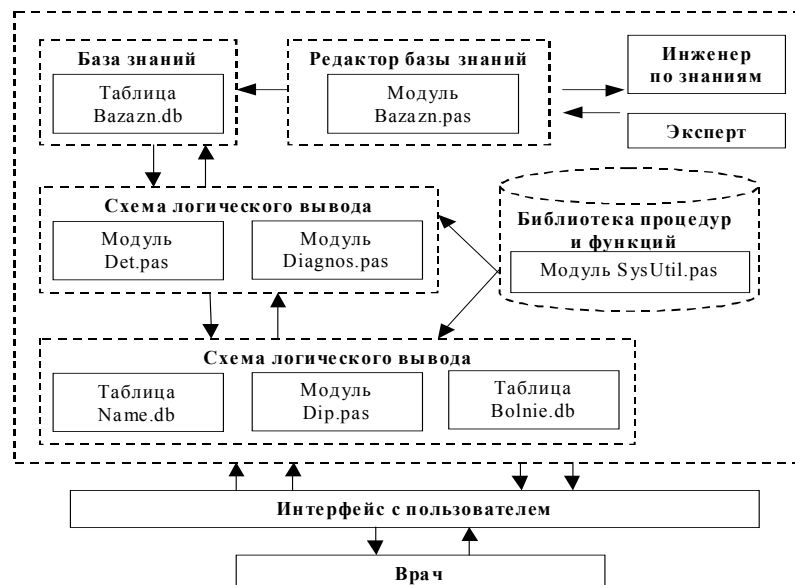 База знаний
Таблица
Bazazn.db
Редактор базы знаний
Модуль
Bazazn.pas
Инженер
по знаниям
Эксперт
Схема логического вывода
Модуль
Det.pas
Модуль
Diagnos.pas
Библиотека процедур
и функций
Модуль SysUtil.pas
Схема логического вывода
Таблица
Name.db
Модуль
Dip.pas
Таблица
Bolnie.db
Интерфейс с пользователем
Врач